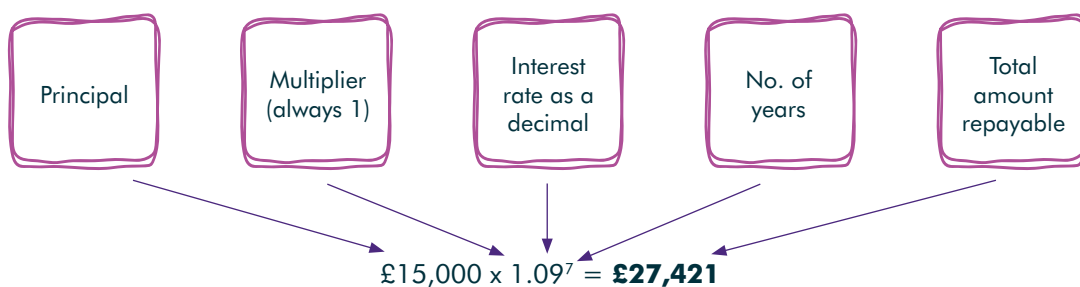 Principal
Multiplier
(always 1)
Interest
rate as a
decimal
No. of
years
Total
amount
repayable
£15,000 x 1.09⁷ = £27,421